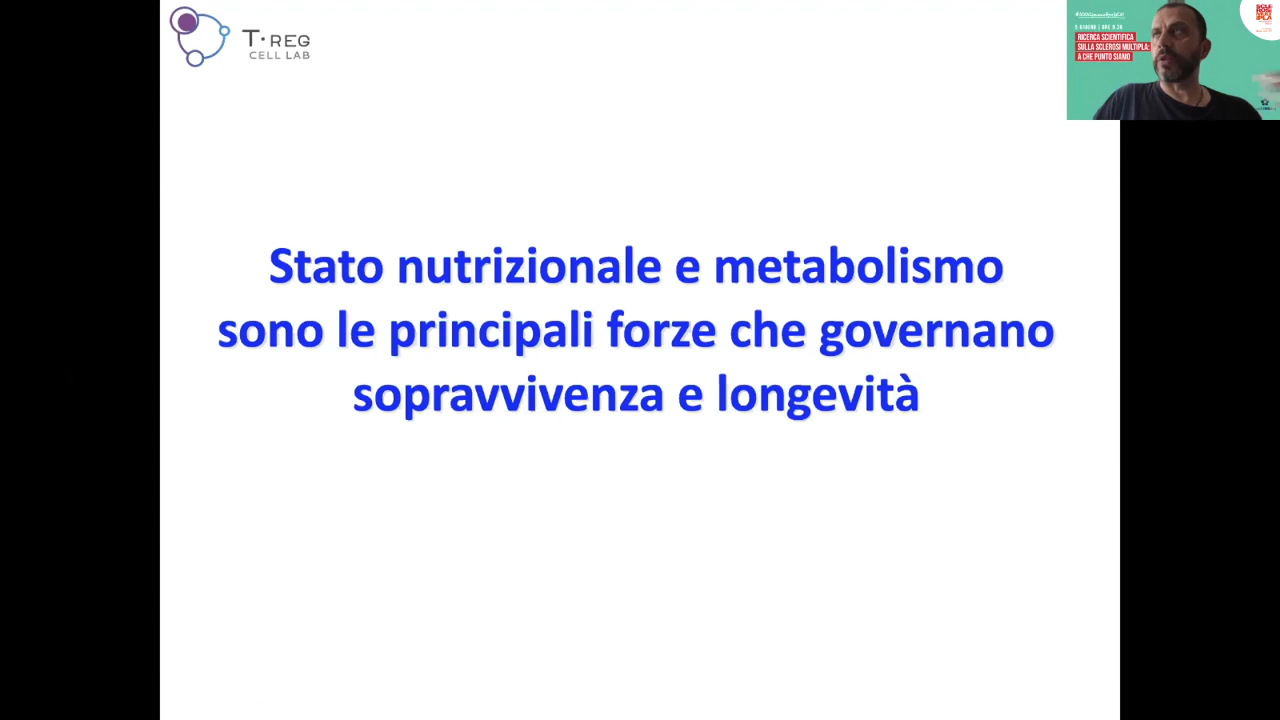 T·REG
CELL LAB
Stato nutrizionale e metabolismo
sono le principali forze che governano
sopravvivenza e longevità
RICERCA SCIENTIFICA
SULLA SCLEROSI MULTIPLA:
A CHE PUNTO SIAMO